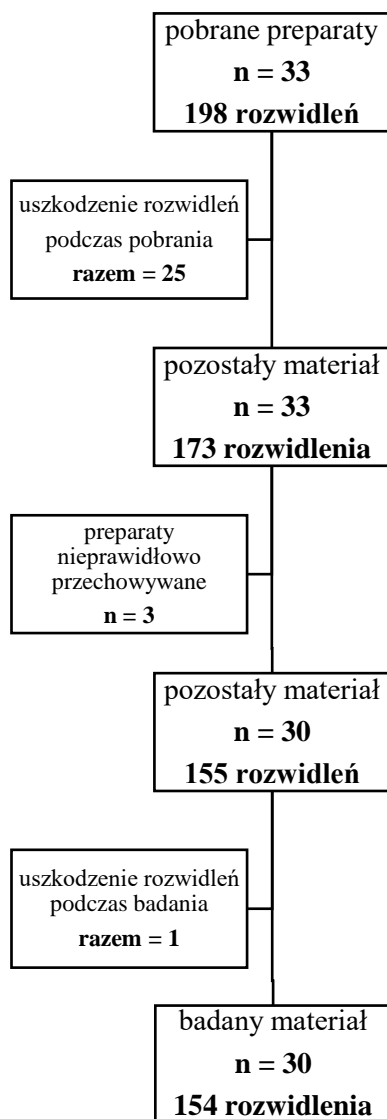 pobrane preparaty
n = 33
198 rozwidleń
uszkodzenie rozwidleń
podczas pobrania
razem = 25
pozostały materiał
n = 33
173 rozwidlenia
preparaty
nieprawidłowo
przechowywane
n = 3
pozostały materiał
n = 30
155 rozwidleń
uszkodzenie rozwidleń
podczas badania
razem = 1
badany materiał
n = 30
154 rozwidlenia